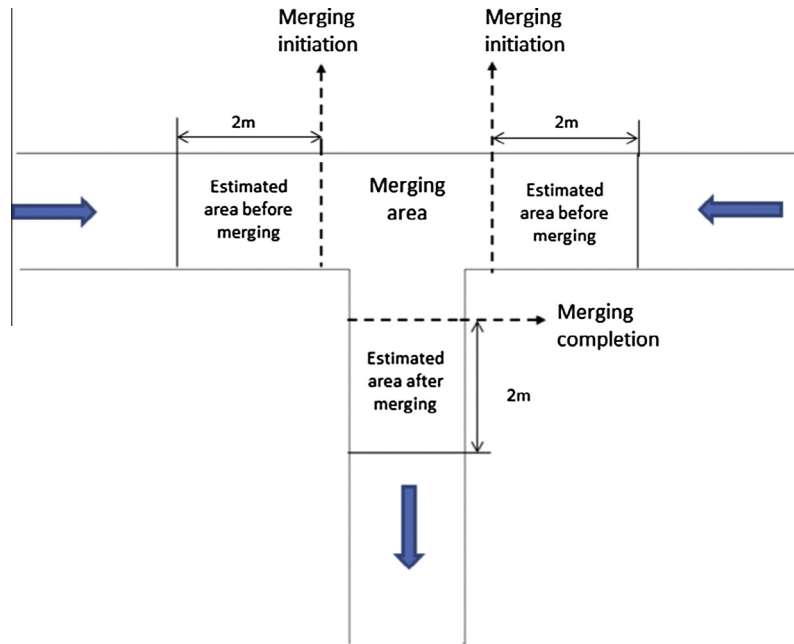 Merging
initiation
Merging
initiation
2m
2m
Estimated
area before
merging
Merging
area
Estimated
area before
merging
Merging
completion
Estimated
area after
merging
2m